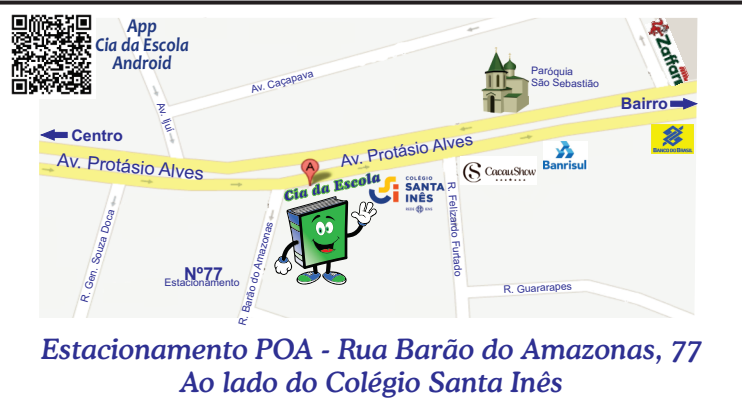 App
Cia da Escola
Android
Zaffari
Av. Caçapava
Paróquia
São Sebastião
Av. Ijuí
Bairro
Centro
Av. Protásio Alves
Av. Protásio Alves
BANCO DO BRASIL
Banrisul
CacauShow
A
Cia da Escola
COLÉGIO
SANTA
INÊS
R. Gen. Souza Doca
R. Barão do Amazonas
R. Felizardo Furtado
Nº77
Estacionamento
R. Guararapes
Estacionamento POA - Rua Barão do Amazonas, 77
Ao lado do Colégio Santa Inês